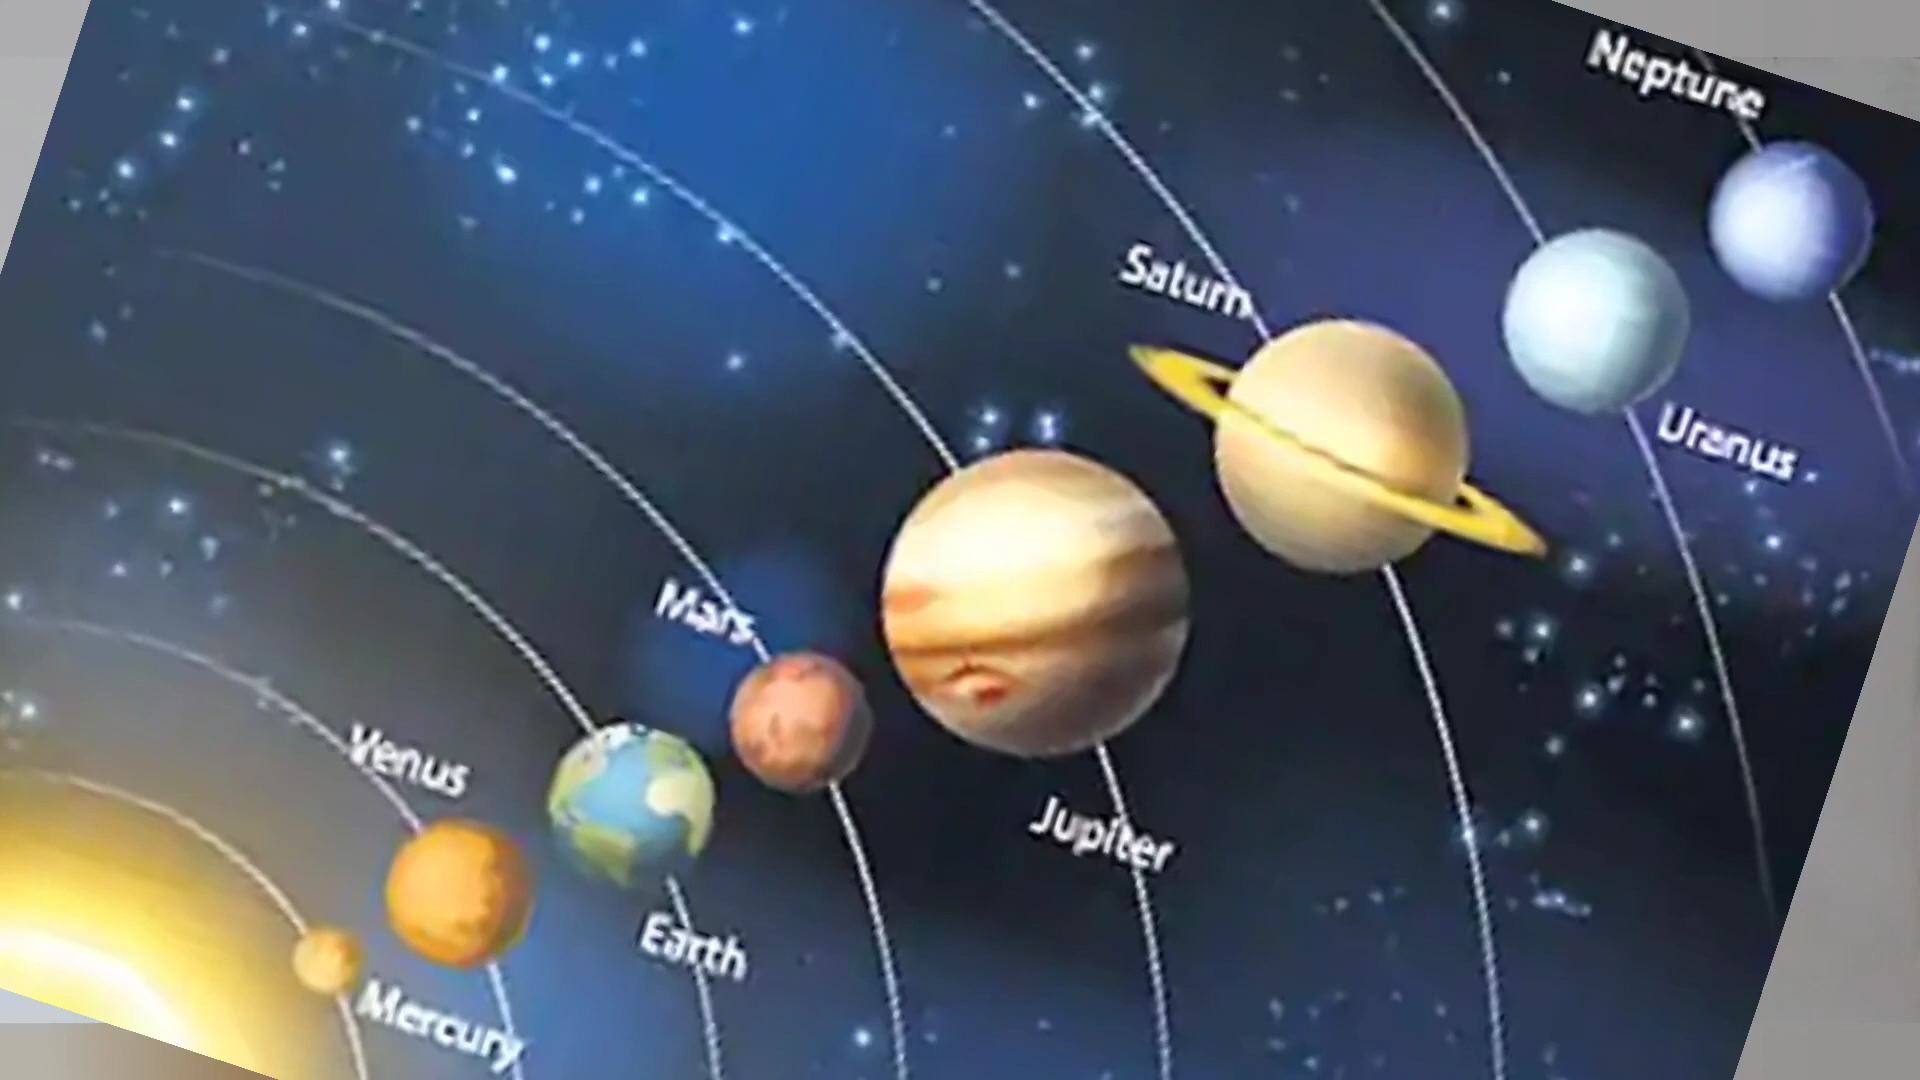 Neptune
Saturn
Uranus
Mars
Venus
Jupiter
Earth
Mercury